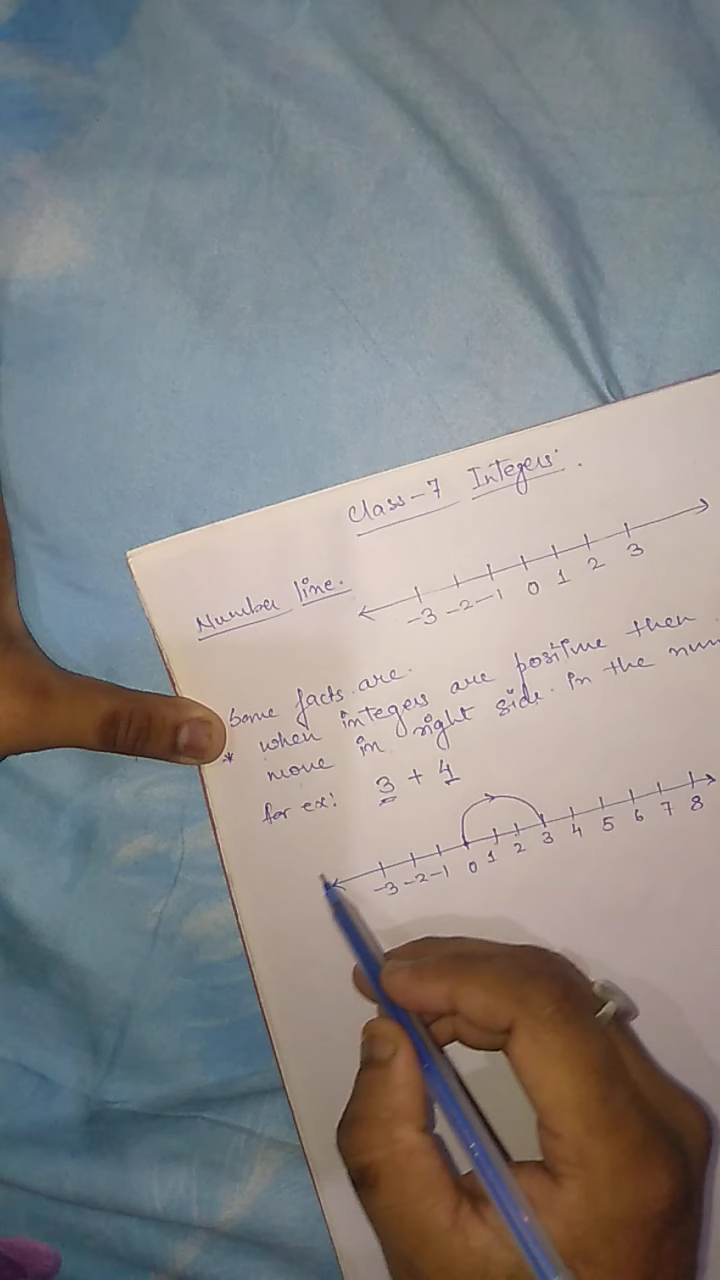 Class-7 Integers.
Number line.
-3 -2 -1 0 1 2 3
Some facts are.
* when integers are positive then
move in right side. in the num
for ex: 3 + 4
-3 -2 -1 0 1 2 3 4 5 6 7 8